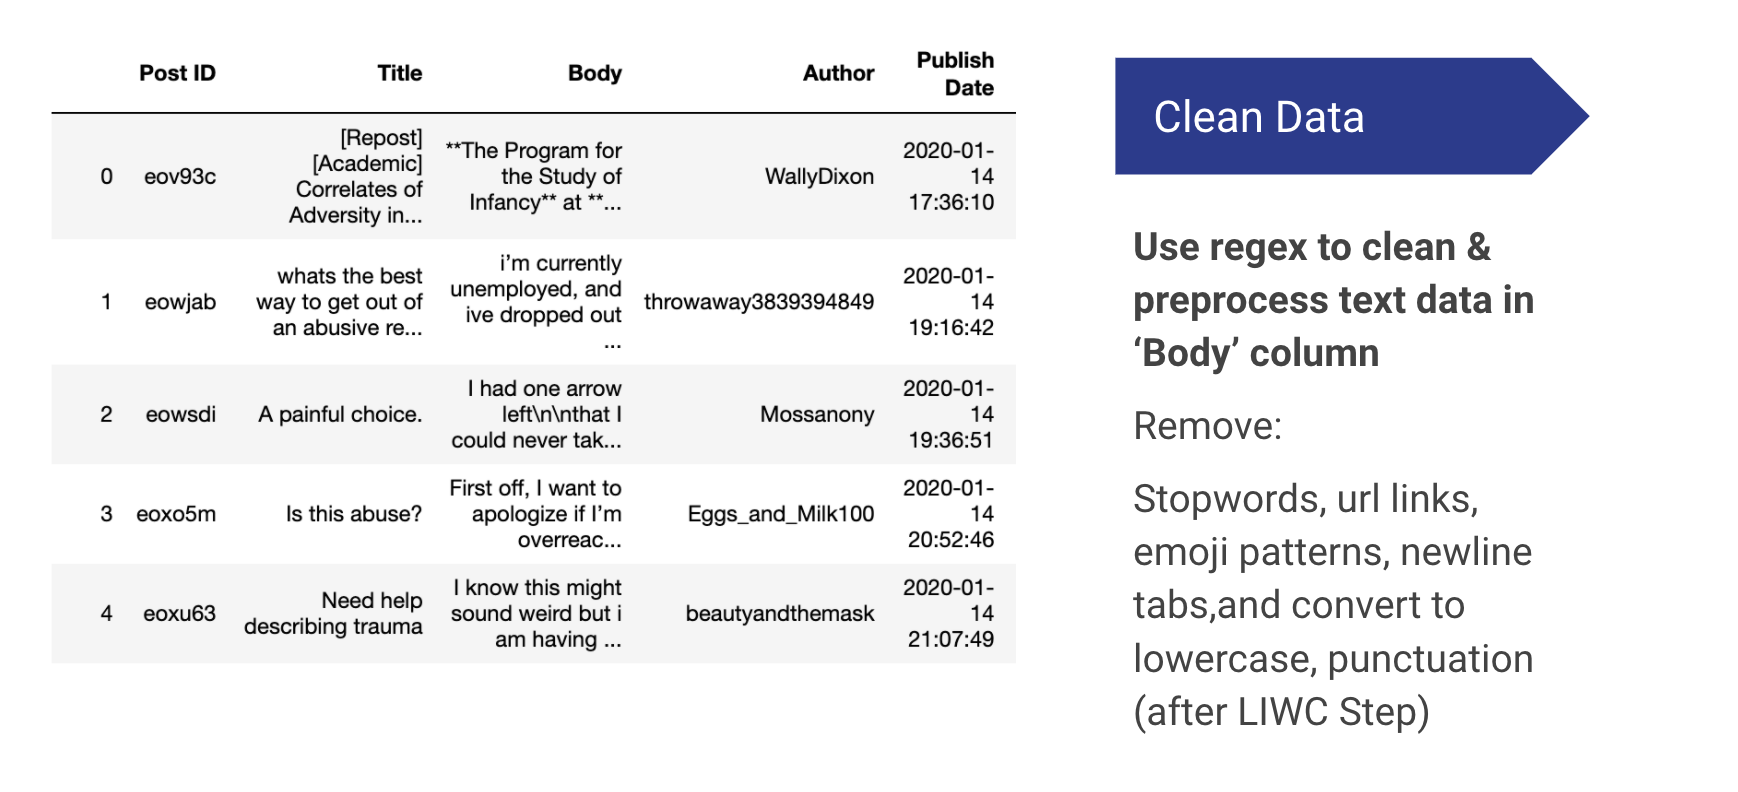 Post ID Title Body Author Publish Date
0 eov93c [Repost] [Academic] Correlates of Adversity in... **The Program for the Study of Infancy** at **... WallyDixon 2020-01-14 17:36:10
1 eowjab whats the best way to get out of an abusive re... i’m currently unemployed, and ive dropped out ... throwaway3839394849 2020-01-14 19:16:42
2 eowsdi A painful choice. I had one arrow left\n\nthat I could never tak... Mossanony 2020-01-14 19:36:51
3 eoxo5m Is this abuse? First off, I want to apologize if I’m overreac... Eggs_and_Milk100 2020-01-14 20:52:46
4 eoxu63 Need help describing trauma I know this might sound weird but i am having ... beautyandthemask 2020-01-14 21:07:49
Clean Data
Use regex to clean &
preprocess text data in
‘Body’ column
Remove:
Stopwords, url links,
emoji patterns, newline
tabs,and convert to
lowercase, punctuation
(after LIWC Step)